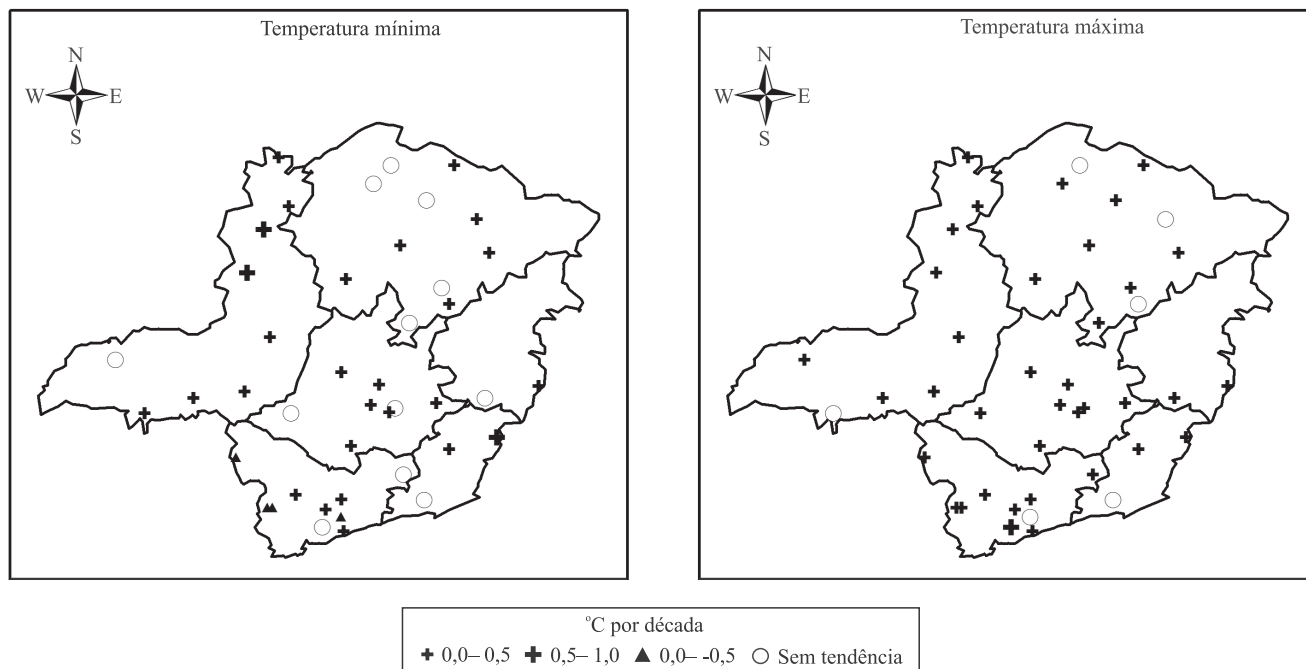 Temperatura mínima
N
W E
S
Temperatura máxima
N
W E
S
°C por década
0,0– 0,5 0,5– 1,0 0,0– -0,5 Sem tendência